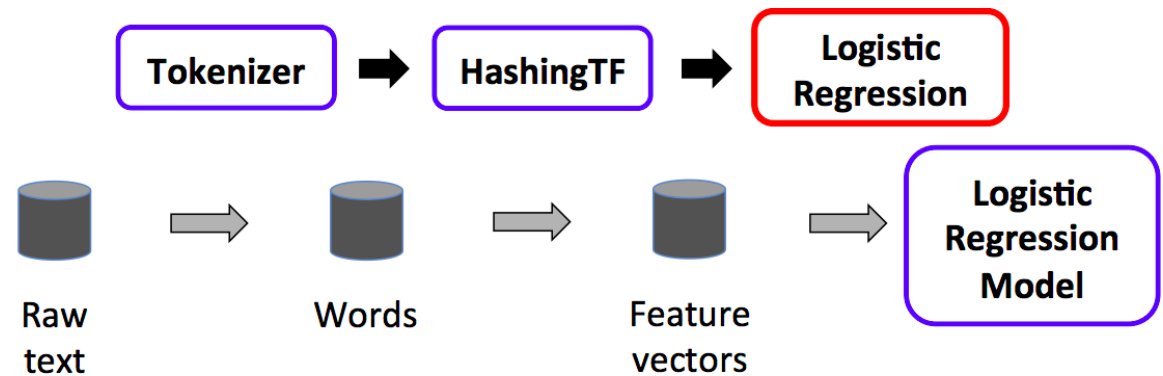 Tokenizer
HashingTF
Logistic
Regression
Logistic
Regression
Model
Raw
text
Words
Feature
vectors